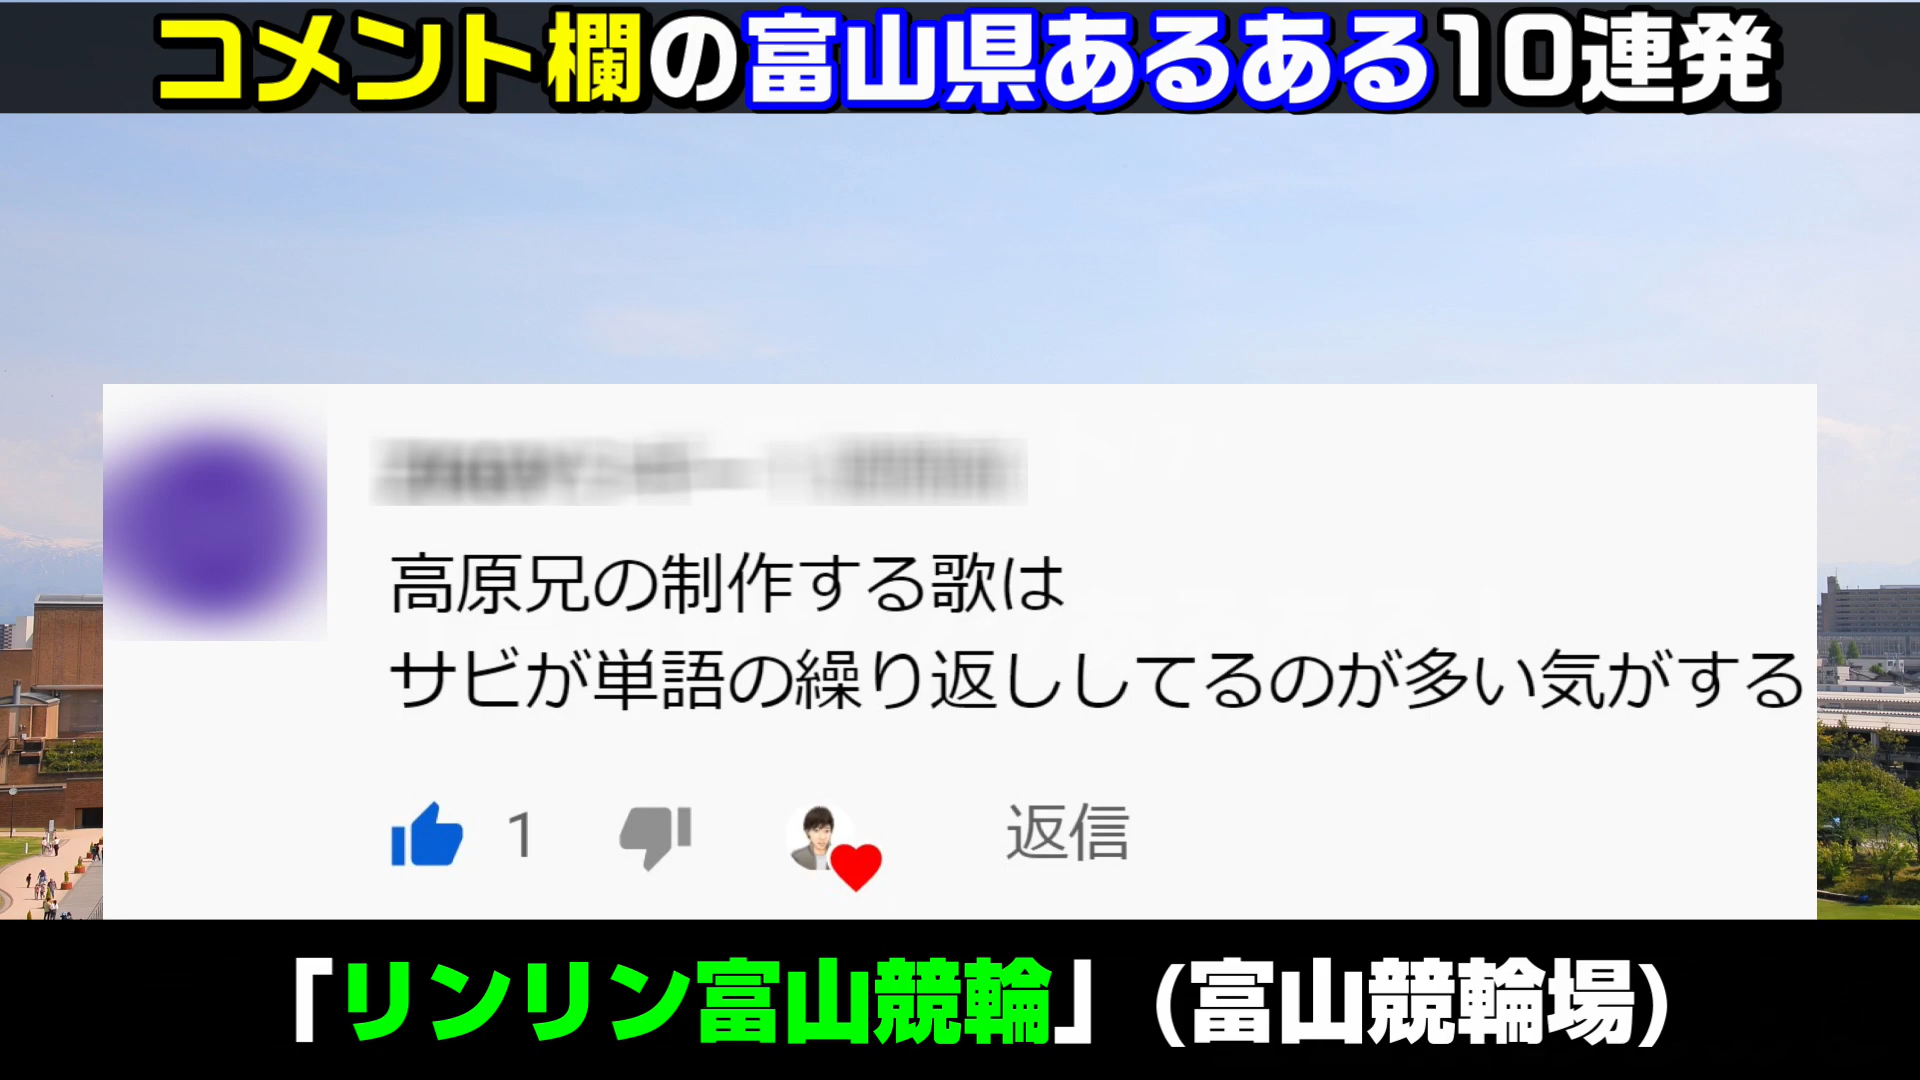 コメント欄の富山県あるある10連発
高原兄の制作する歌は
サビが単語の繰り返ししてるのが多い気がする
1
返信
「リンリン富山競輪」(富山競輪場)